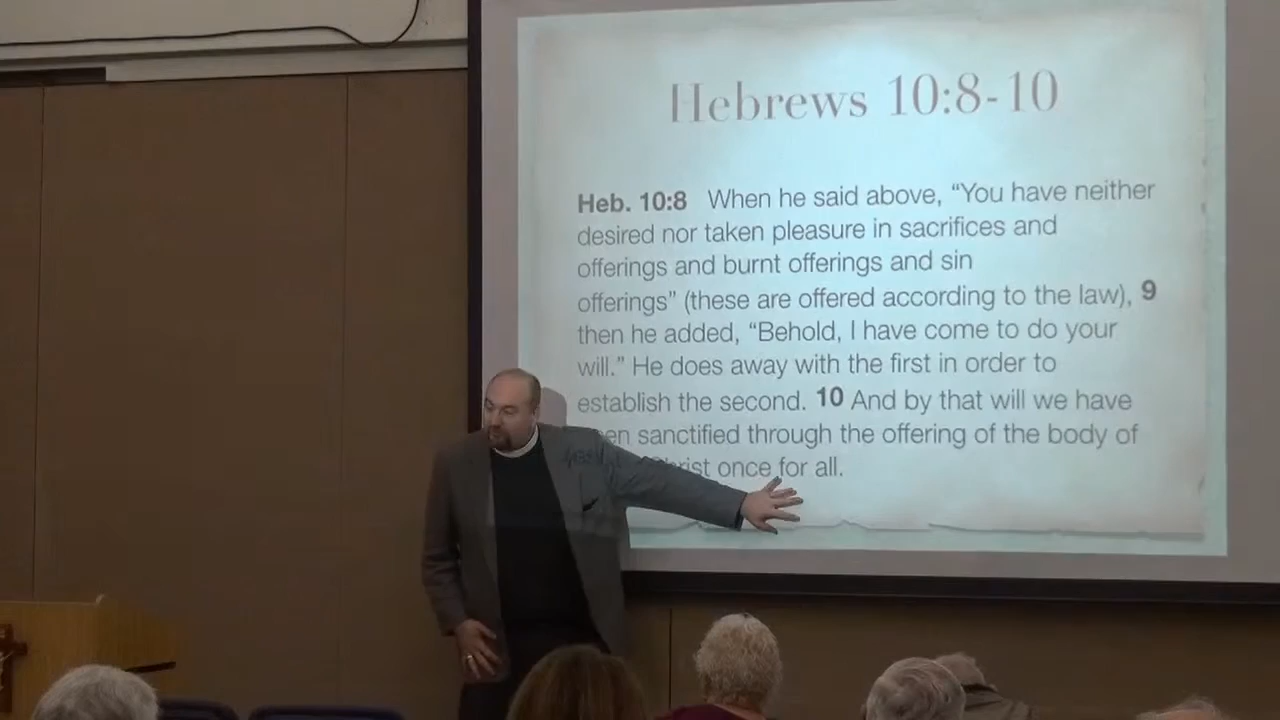 Hebrews 10:8-10
Heb. 10:8 When he said above, “You have neither
desired nor taken pleasure in sacrifices and
offerings and burnt offerings and sin
offerings” (these are offered according to the law), 9
then he added, “Behold, I have come to do your
will.” He does away with the first in order to
establish the second. 10 And by that will we have
been sanctified through the offering of the body of
Christ once for all.